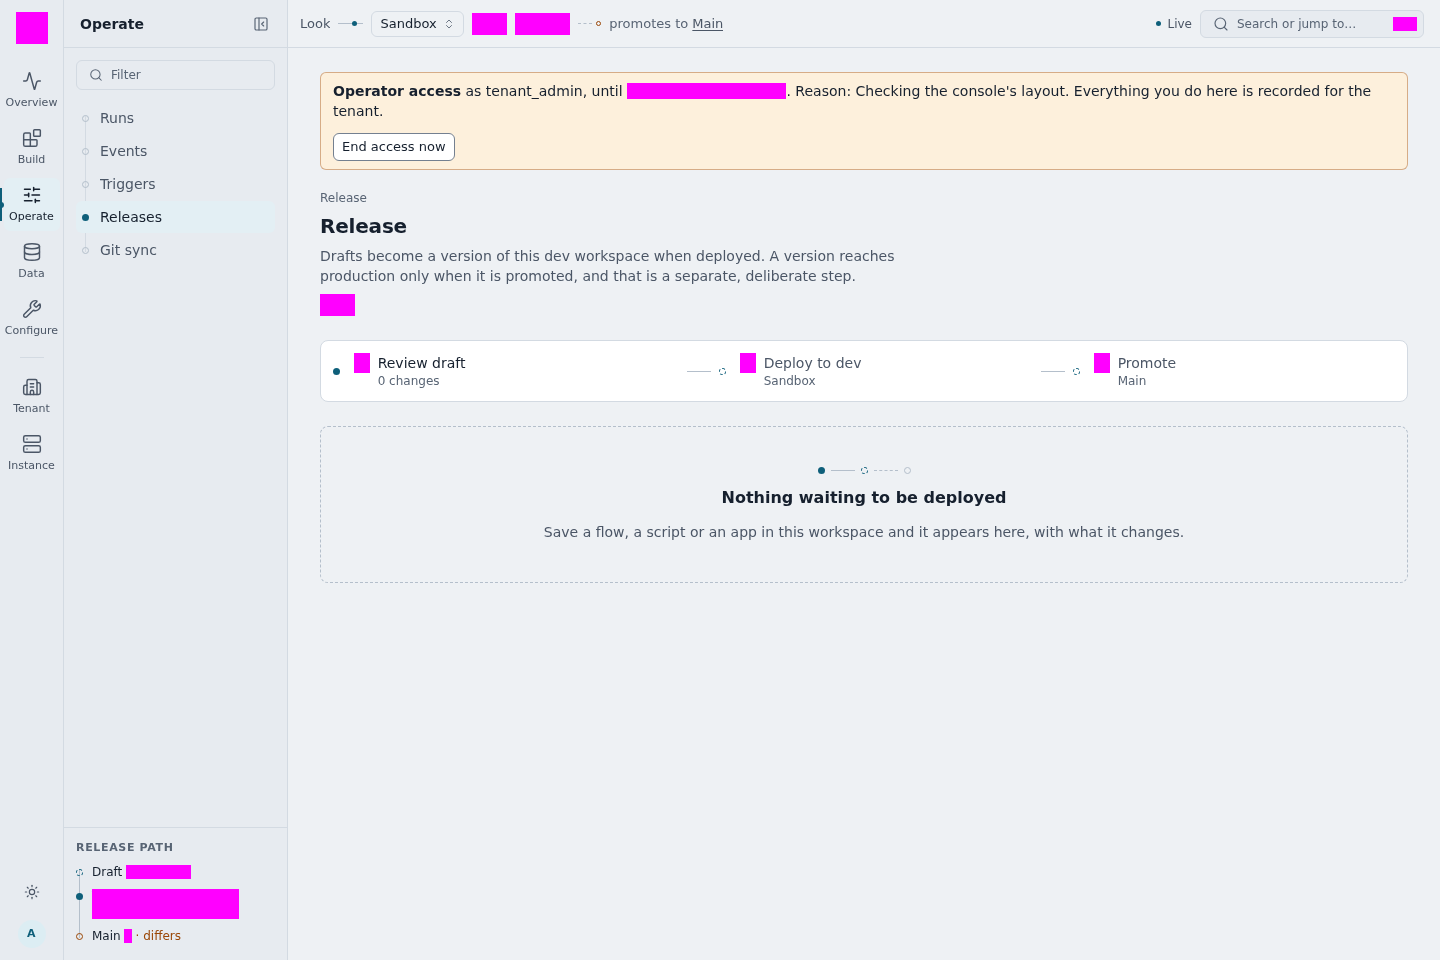 Operate
Look
Sandbox
promotes to Main
Live
Search or jump to...
Overview
Build
Operate
Data
Configure
Tenant
Instance
A
Filter
Runs
Events
Triggers
Releases
Git sync
RELEASE PATH
Draft
Main · differs
Operator access as tenant_admin, until . Reason: Checking the console's layout. Everything you do here is recorded for the
tenant.
End access now
Release
Release
Drafts become a version of this dev workspace when deployed. A version reaches
production only when it is promoted, and that is a separate, deliberate step.
Review draft
0 changes
Deploy to dev
Sandbox
Promote
Main
Nothing waiting to be deployed
Save a flow, a script or an app in this workspace and it appears here, with what it changes.